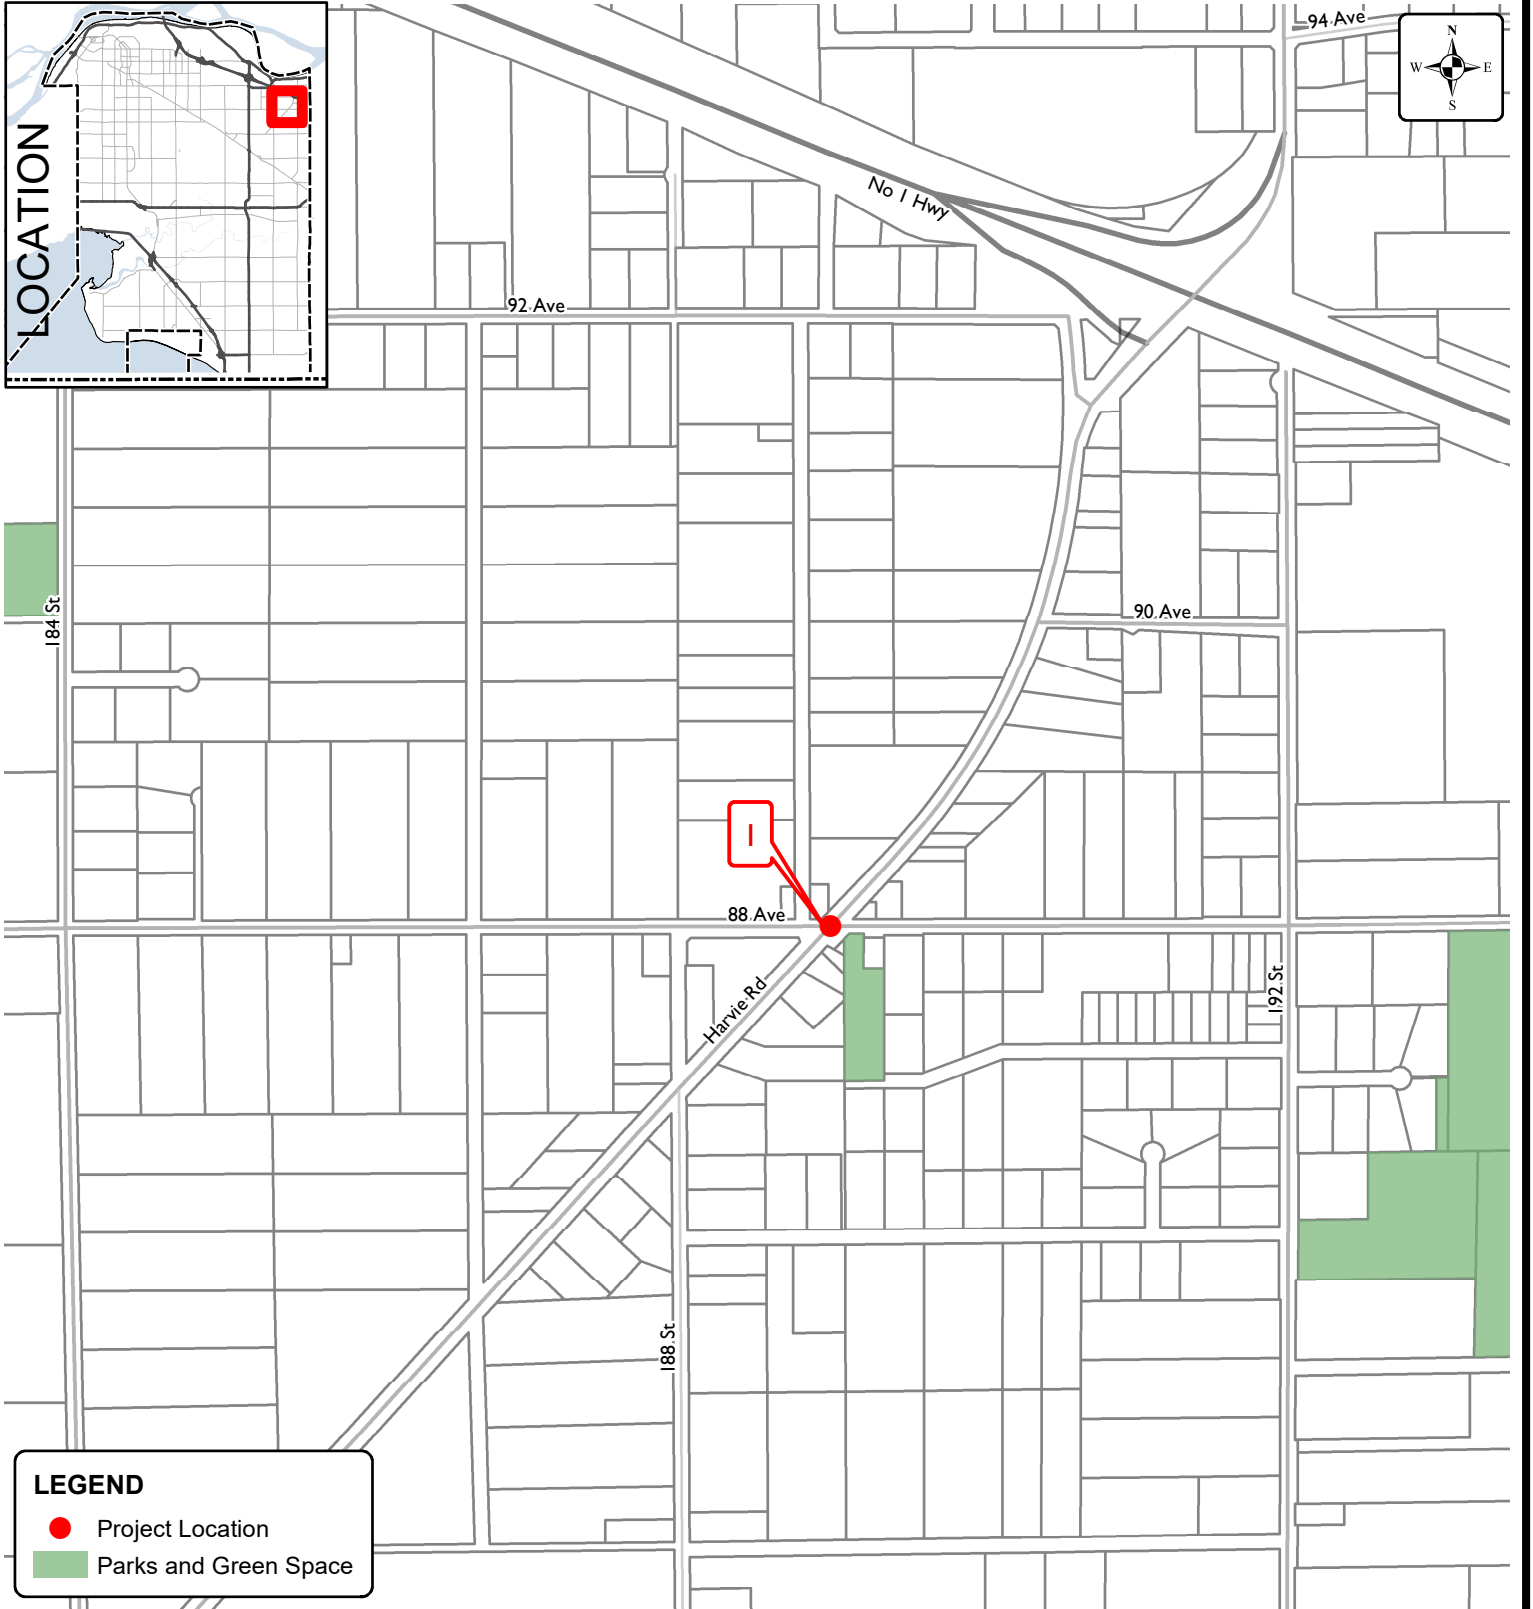 94 Ave
N
W E
S
LOCATION
No 1 Hwy
92 Ave
184 St
90 Ave
1
88 Ave
192 St
Harvie Rd
188 St
LEGEND
Project Location
Parks and Green Space